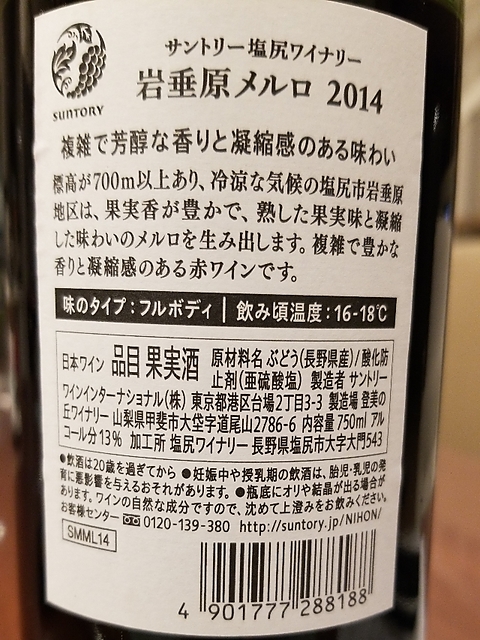 SUNTORY
サントリー塩尻ワイナリー
岩垂原メルロ 2014
複雑で芳醇な香りと凝縮感のある味わい
標高が700m以上あり、冷涼な気候の塩尻市岩垂原
地区は、果実香が豊かで、熟した果実味と凝縮
した味わいのメルロを生み出します。複雑で豊かな
香りと凝縮感のある赤ワインです。
味のタイプ:フルボディ | 飲み頃温度:16-18℃
日本ワイン 品目 果実酒 原材料名 ぶどう(長野県産)/酸化防
止剤(亜硫酸塩) 製造者 サントリー
ワインインターナショナル(株) 東京都港区台場2丁目3-3 製造場 登美の
丘ワイナリー 山梨県甲斐市大垈字道尾山2786-6 内容量 750ml アル
コール分13% 加工所 塩尻ワイナリー 長野県塩尻市大字大門543
●飲酒は20歳を過ぎてから ●妊娠中や授乳期の飲酒は、胎児・乳児の発
育に悪影響を与えるおそれがあります。●瓶底にオリや結晶が出る場合が
あります。ワインの自然な成分ですので、沈めて上澄みをお飲みください。
お客様センター 0120-139-380 http://suntory.jp/NIHON/
SMML14
4 901777 288188